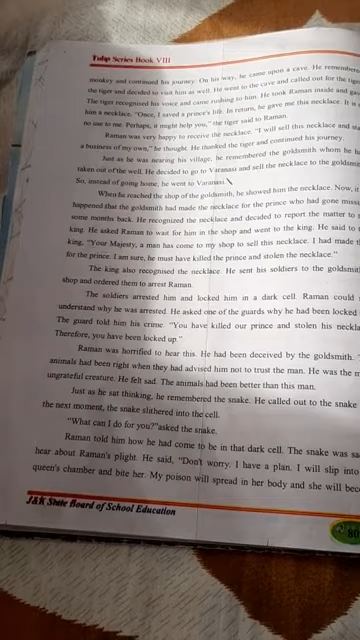 Tulip Series Book VIII
monkey and continued his journey. On his way, he came upon a cave. He remembere
the tiger and decided to visit him as well. He went to the cave and called out for the tige
The tiger recognised his voice and came rushing to him. He took Raman inside and gav
him a necklace. "Once, I saved a prince's life. In return, he gave me this necklace. It is
no use to me. Perhaps, it might help you," the tiger said to Raman.
Raman was very happy to receive the necklace. "I will sell this necklace and
a business of my own," he thought. He thanked the tiger and continued his journey.
Just as he was nearing his village, he remembered the goldsmith whom he h
taken out of the well. He decided to go to Varanasi and sell the necklace to the goldsmi
So, instead of going home, he went to Varanasi.
When he reached the shop of the goldsmith, he showed him the necklace. Now, it
happened that the goldsmith had made the necklace for the prince who had gone miss
some months back. He recognized the necklace and decided to report the matter to
king. He asked Raman to wait for him in the shop and went to the king. He said to t
king, "Your Majesty, a man has come to my shop to sell this necklace. I had made t
for the prince. I am sure, he must have killed the prince and stolen the necklace."
The king also recognised the necklace. He sent his soldiers to the goldsmit
shop and ordered them to arrest Raman.
The soldiers arrested him and locked him in a dark cell. Raman could
understand why he was arrested. He asked one of the guards why he had been locked
The guard told him his crime. "You have killed our prince and stolen his neckla
Therefore, you have been locked up."
Raman was horrified to hear this. He had been deceived by the goldsmith.
animals had been right when they had advised him not to trust the man. He was the m
ungrateful creature. He felt sad. The animals had been better than this man.
Just as he sat thinking, he remembered the snake. He called out to the snake
the next moment, the snake slithered into the cell.
"What can I do for you?"asked the snake.
Raman told him how he had come to be in that dark cell. The snake was sa
hear about Raman's plight. He said, "Don't worry. I have a plan. I will slip into
queen's chamber and bite her. My poison will spread in her body and she will bec
J&K State Board of School Education
80